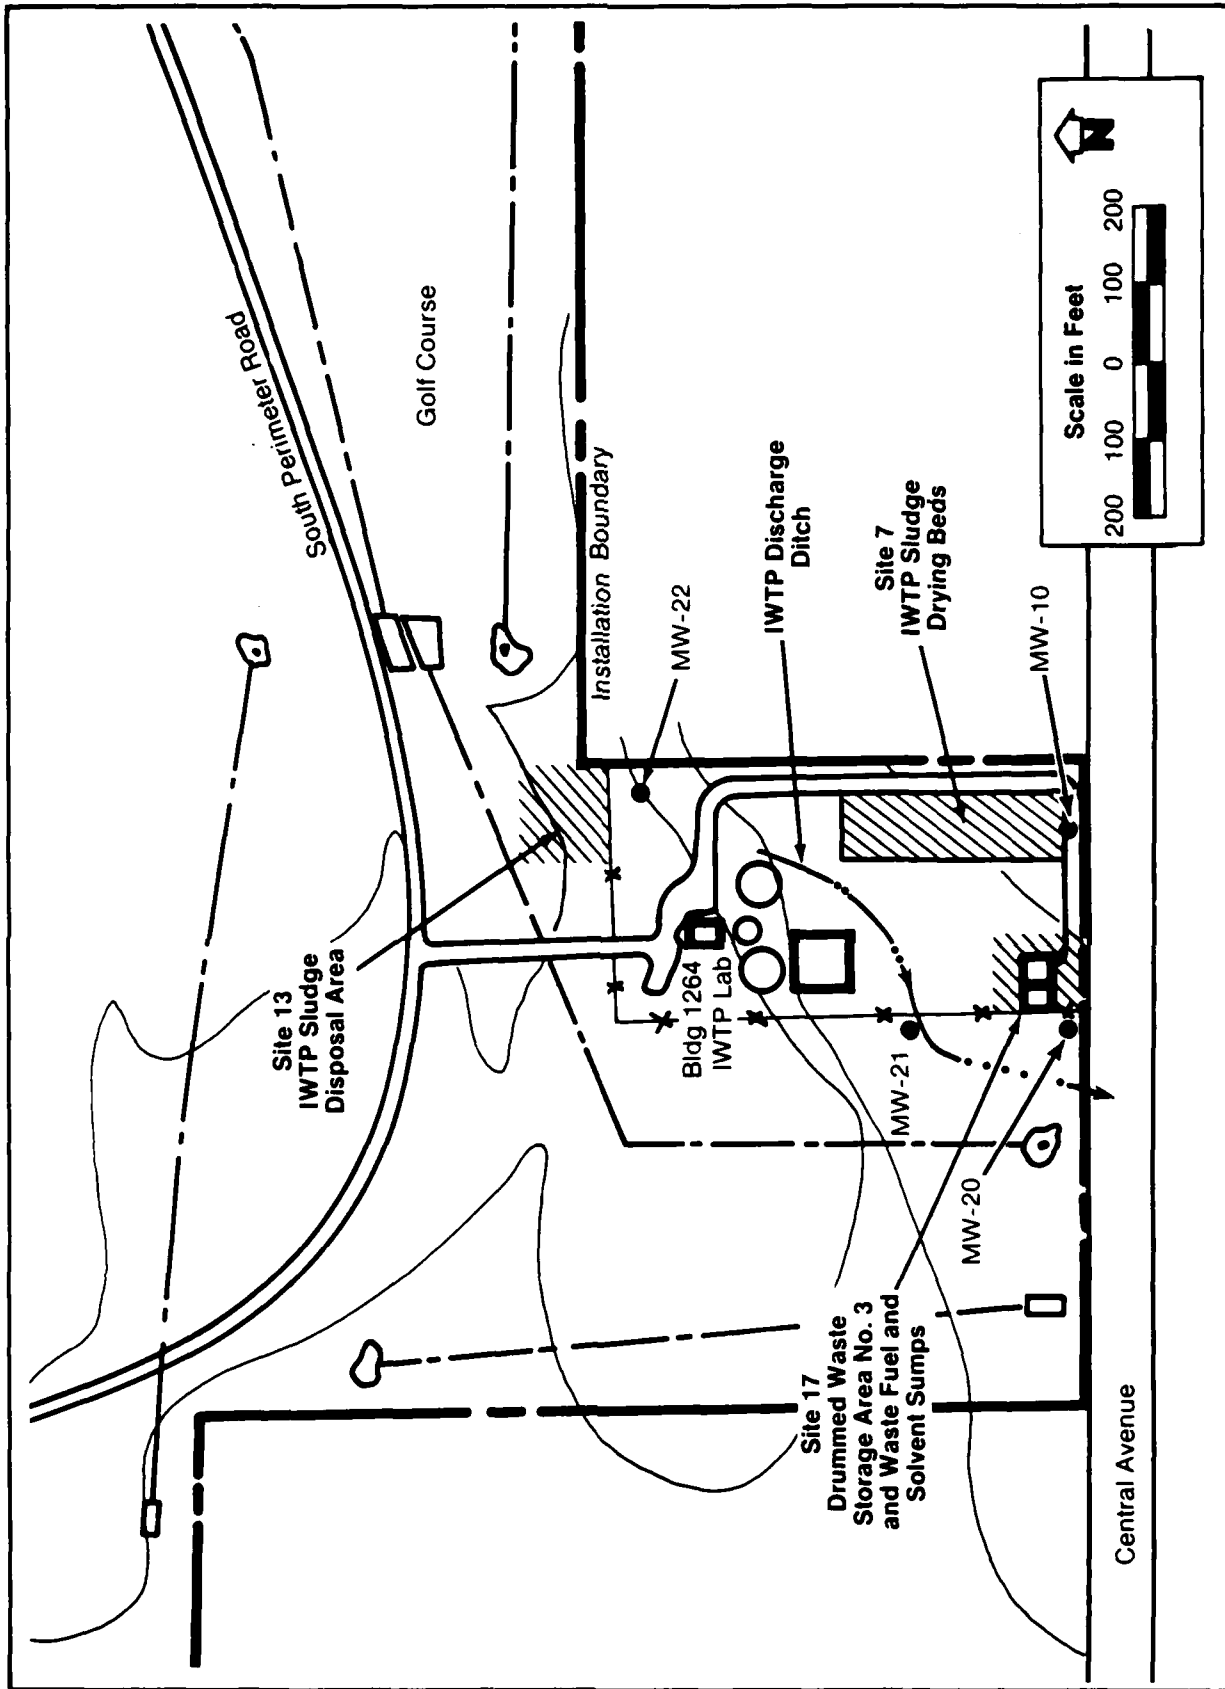 South Perimeter Road
Golf Course
Installation Boundary
Site 13
IWTP Sludge
Disposal Area
MW-22
Bldg 1264
IWTP Lab
IWTP Discharge
Ditch
Site 7
IWTP Sludge
Drying Beds
MW-10
MW-21
MW-20
Site 17
Drummed Waste
Storage Area No. 3
and Waste Fuel and
Solvent Sumps
Central Avenue
Scale in Feet
200 100 0 100 200
N